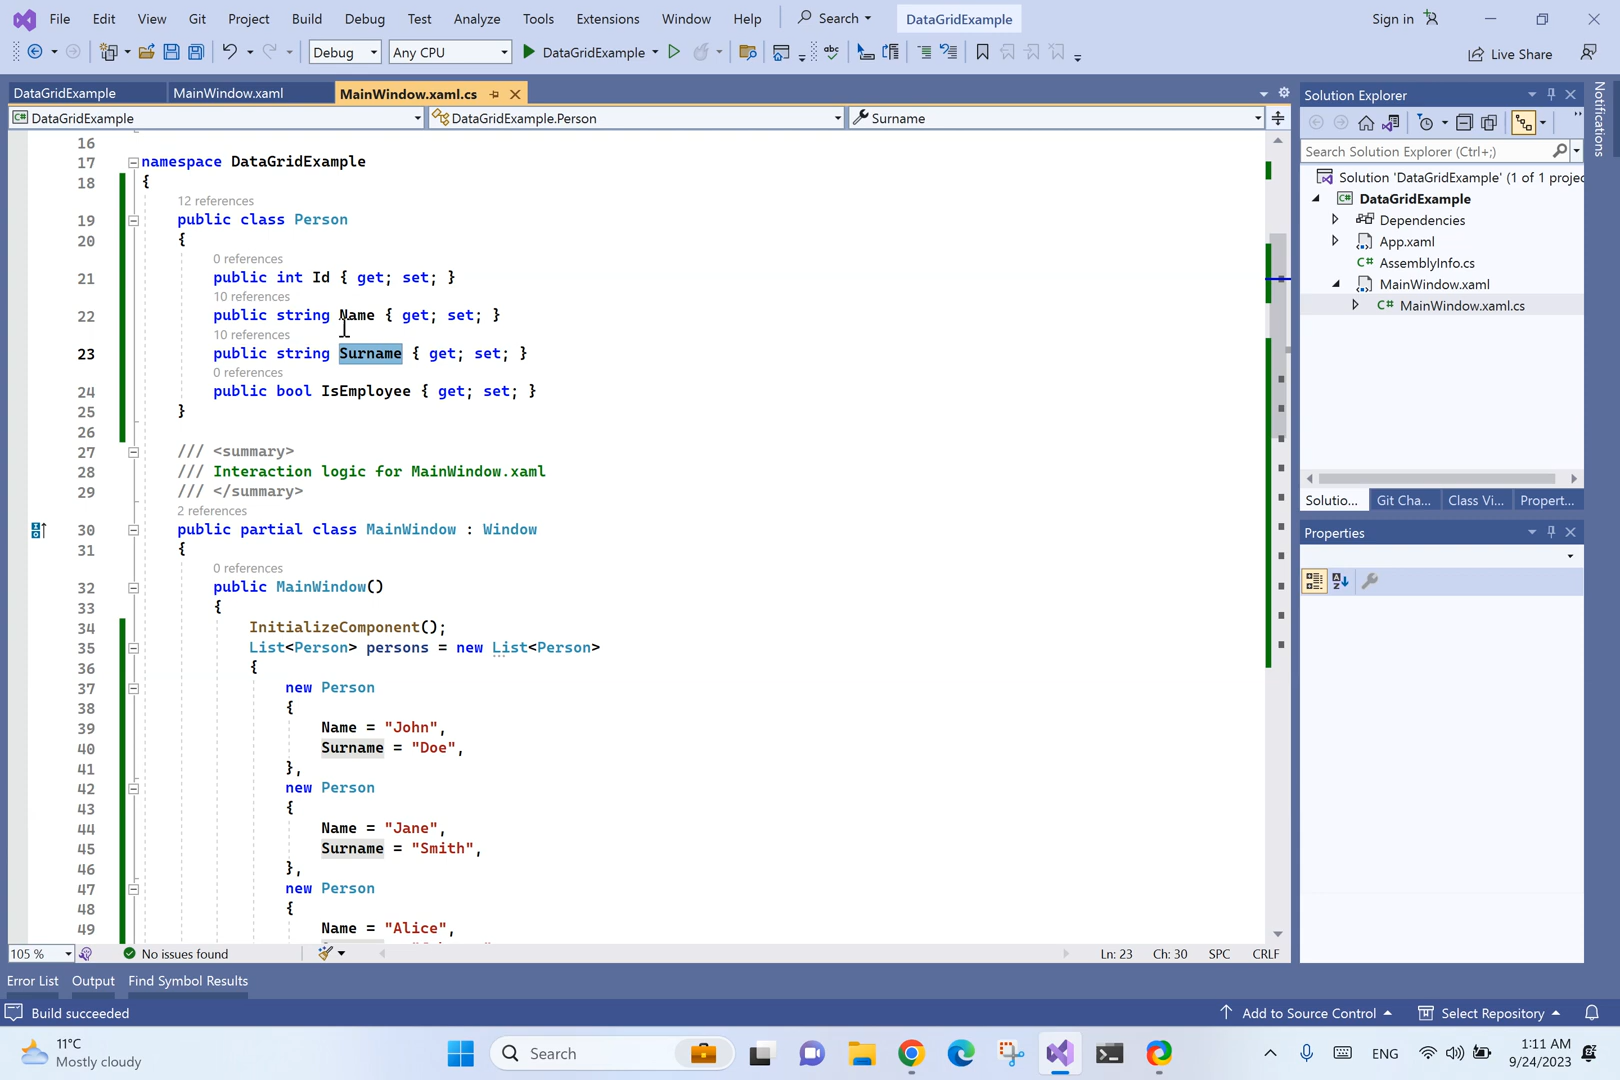 File Edit View Git Project Build Debug Test Analyze Tools Extensions Window Help Search DataGridExample Sign in
Debug Any CPU DataGridExample Live Share
DataGridExample MainWindow.xaml MainWindow.xaml.cs
DataGridExample DataGridExample.Person Surname
16
17 namespace DataGridExample
18 {
12 references
19 public class Person
20 {
0 references
21 public int Id { get; set; }
10 references
22 public string Name { get; set; }
10 references
23 public string Surname { get; set; }
0 references
24 public bool IsEmployee { get; set; }
25 }
26
27 /// <summary>
28 /// Interaction logic for MainWindow.xaml
29 /// </summary>
2 references
30 public partial class MainWindow : Window
31 {
0 references
32 public MainWindow()
33 {
34 InitializeComponent();
35 List<Person> persons = new List<Person>
36 {
37 new Person
38 {
39 Name = "John",
40 Surname = "Doe",
41 },
42 new Person
43 {
44 Name = "Jane",
45 Surname = "Smith",
46 },
47 new Person
48 {
49 Name = "Alice",
105 % No issues found Ln: 23 Ch: 30 SPC CRLF
Error List Output Find Symbol Results
Build succeeded Add to Source Control Select Repository
Solution Explorer
Search Solution Explorer (Ctrl+;)
Solution 'DataGridExample' (1 of 1 projec
DataGridExample
Dependencies
App.xaml
AssemblyInfo.cs
MainWindow.xaml
MainWindow.xaml.cs
Solutio... Git Cha... Class Vi... Propert...
Properties
Notifications
11°C
Mostly cloudy
Search
ENG
1:11 AM
9/24/2023